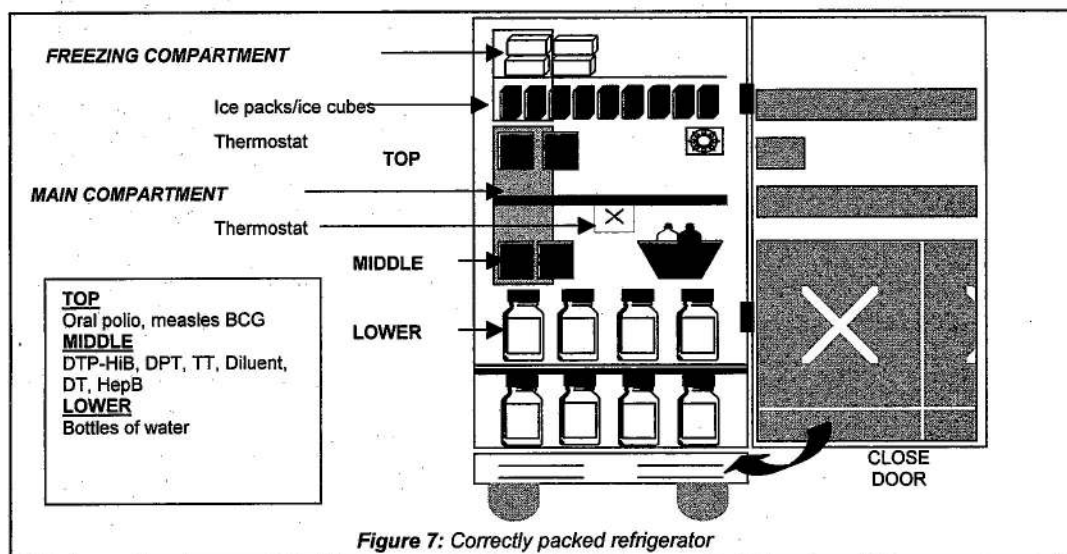 FREEZING COMPARTMENT
Ice packs/ice cubes
Thermostat
TOP
MAIN COMPARTMENT
Thermostat
MIDDLE
LOWER
TOP
Oral polio, measles BCG
MIDDLE
DTP-HiB, DPT, TT, Diluent,
DT, HepB
LOWER
Bottles of water
CLOSE
DOOR
Figure 7: Correctly packed refrigerator